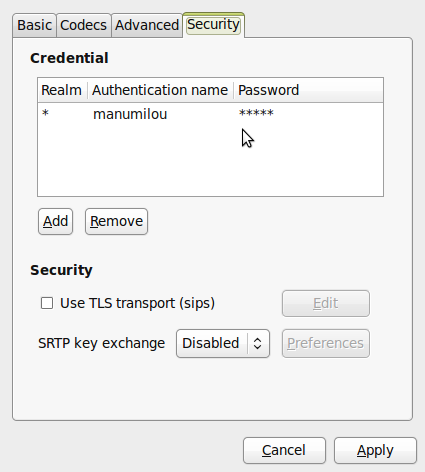 Basic Codecs Advanced Security
Credential
Realm Authentication name Password
* manumilou *****
Add Remove
Security
Use TLS transport (sips) Edit
SRTP key exchange Disabled Preferences
Cancel Apply